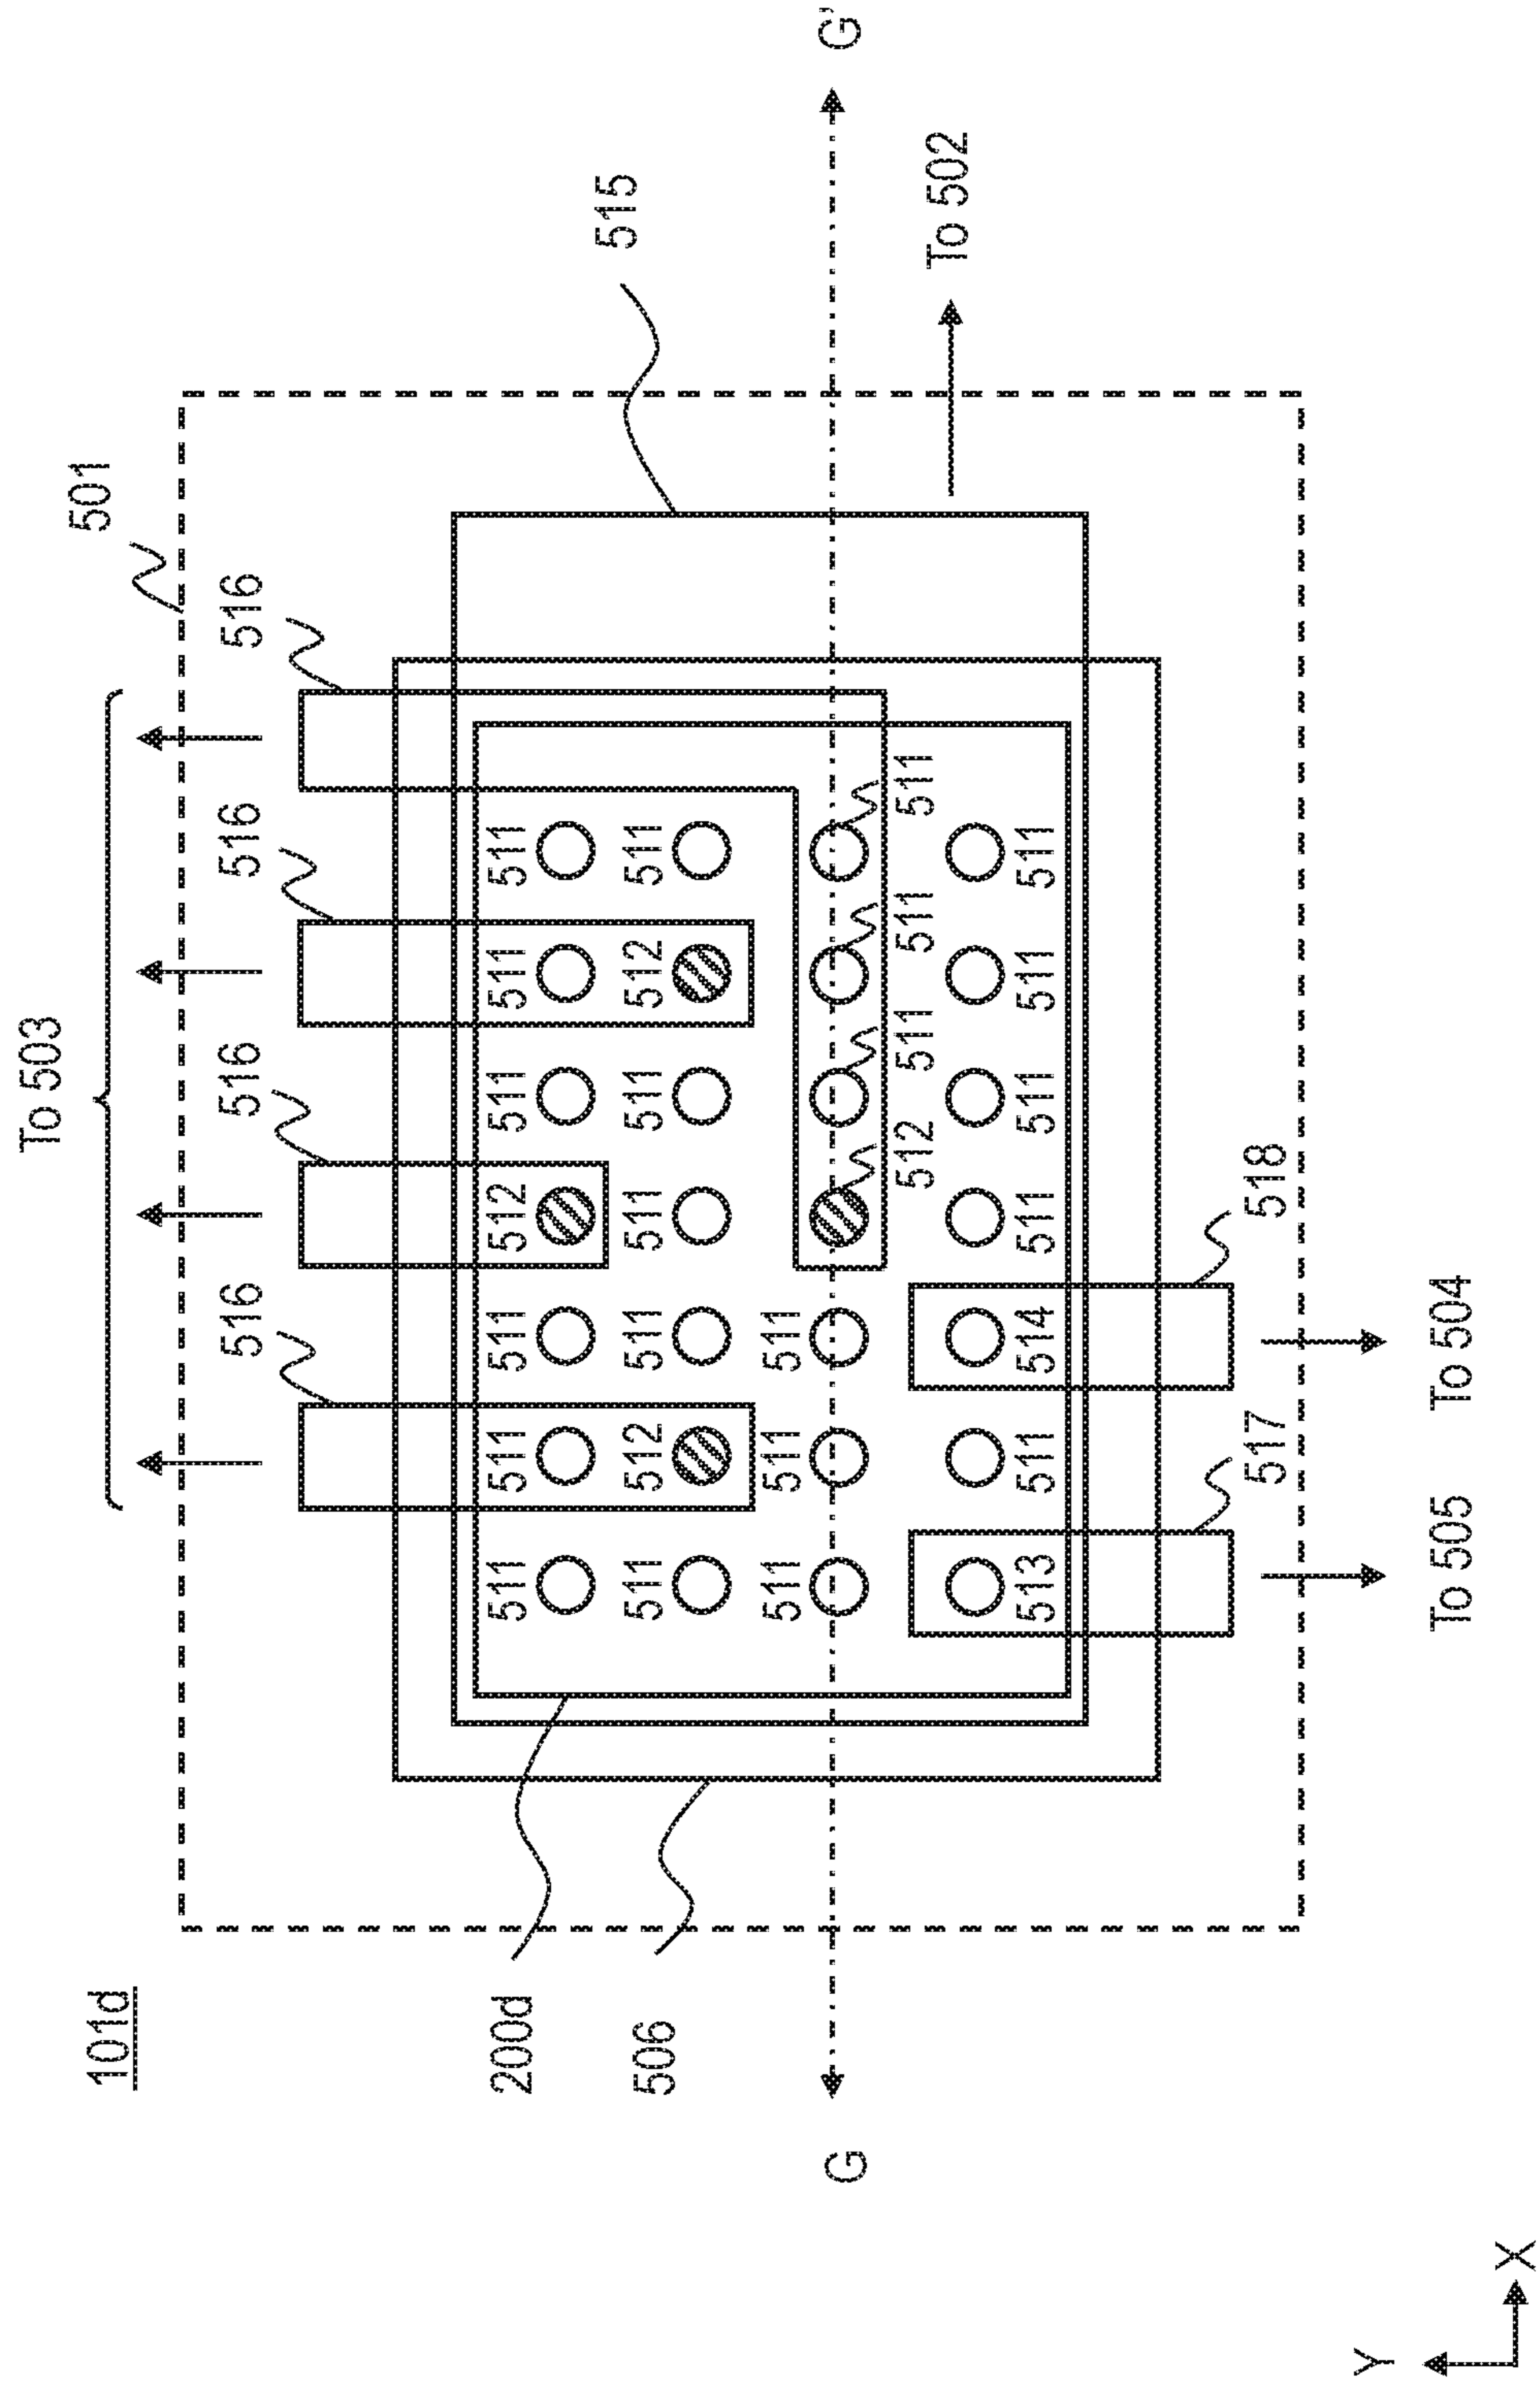 To 503
101d
501
516 516 516 516
515
200d
511 511 511 512 511 511 511
506
511 512 511 511 511 512 511
511 511 511
G G'
512 511 511 511
To 502
513 511 514 511 511 511 511
517 518
To 505 To 504
Y
X